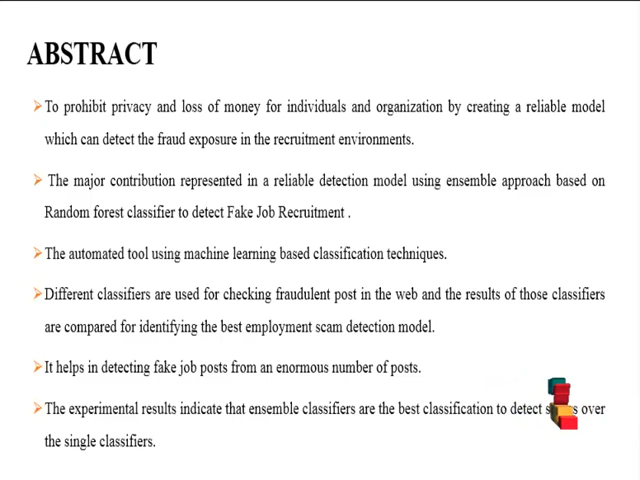 ABSTRACT
To prohibit privacy and loss of money for individuals and organization by creating a reliable model
which can detect the fraud exposure in the recruitment environments.
The major contribution represented in a reliable detection model using ensemble approach based on
Random forest classifier to detect Fake Job Recruitment .
The automated tool using machine learning based classification techniques.
Different classifiers are used for checking fraudulent post in the web and the results of those classifiers
are compared for identifying the best employment scam detection model.
It helps in detecting fake job posts from an enormous number of posts.
The experimental results indicate that ensemble classifiers are the best classification to detect over
the single classifiers.